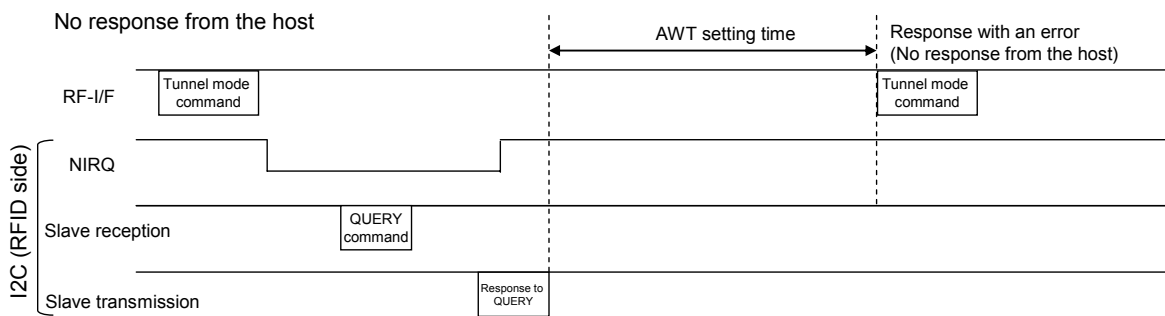 No response from the host
AWT setting time
Response with an error
(No response from the host)
RF-I/F
Tunnel mode
command
Tunnel mode
command
I2C (RFID side)
NIRQ
Slave reception
QUERY
command
Slave transmission
Response to
QUERY